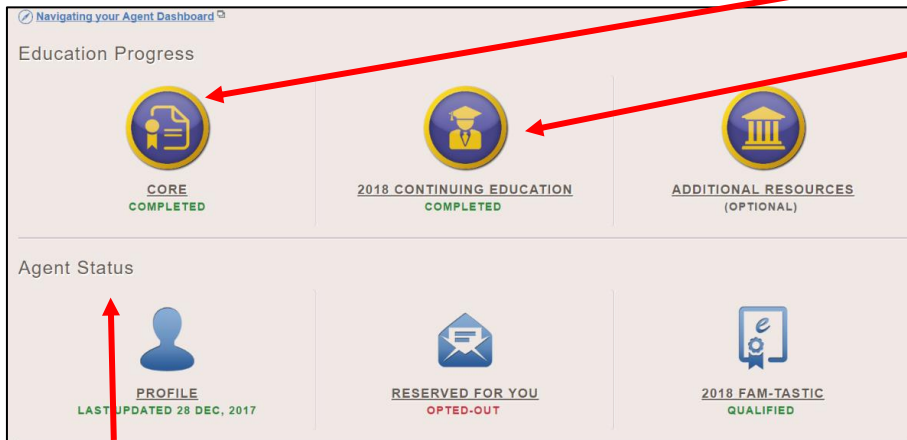 Navigating your Agent Dashboard
Education Progress
CORE
COMPLETED
2018 CONTINUING EDUCATION
COMPLETED
ADDITIONAL RESOURCES
(OPTIONAL)
Agent Status
PROFILE
LAST UPDATED 28 DEC, 2017
RESERVED FOR YOU
OPTED-OUT
e
2018 FAM-TASTIC
QUALIFIED